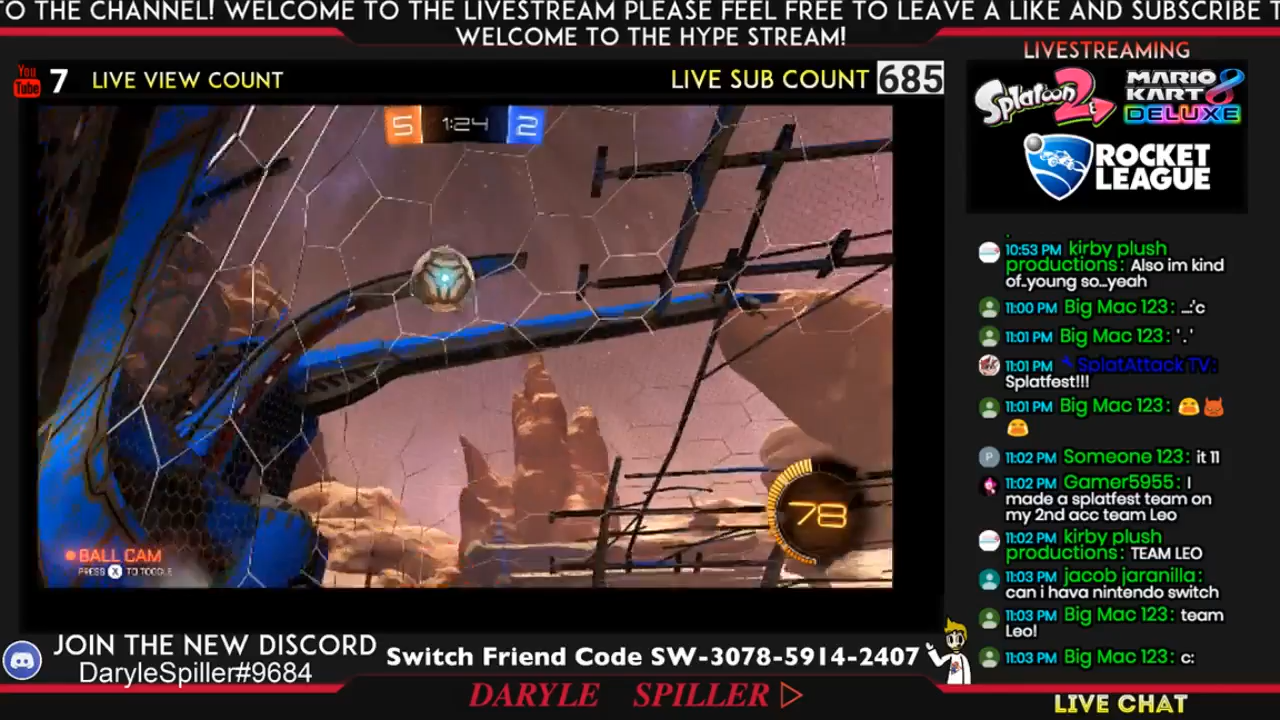 TO THE CHANNEL! WELCOME TO THE LIVESTREAM PLEASE FEEL FREE TO LEAVE A LIKE AND SUBSCRIBE T
WELCOME TO THE HYPE STREAM!
You Tube 7 LIVE VIEW COUNT
LIVE SUB COUNT 685
5 1:24 2
78
BALL CAM
PRESS X TO TOGGLE
JOIN THE NEW DISCORD
DaryleSpiller#9684
Switch Friend Code SW-3078-5914-2407
DARYLE SPILLER
LIVESTREAMING
Splatoon 2
MARIO KART 8 DELUXE
ROCKET LEAGUE
10:53 PM kirby plush
productions: Also im kind
of..young so...yeah
11:00 PM Big Mac 123: ....'c
11:01 PM Big Mac 123: '.'
11:01 PM SplatAttack TV:
Splatfest!!!
11:01 PM Big Mac 123:
11:02 PM Someone 123: it 11
11:02 PM Gamer5955: I
made a splatfest team on
my 2nd acc team Leo
11:02 PM kirby plush
productions: TEAM LEO
11:03 PM jacob jaranilla:
can i hava nintendo switch
11:03 PM Big Mac 123: team
Leo!
11:03 PM Big Mac 123: c:
LIVE CHAT